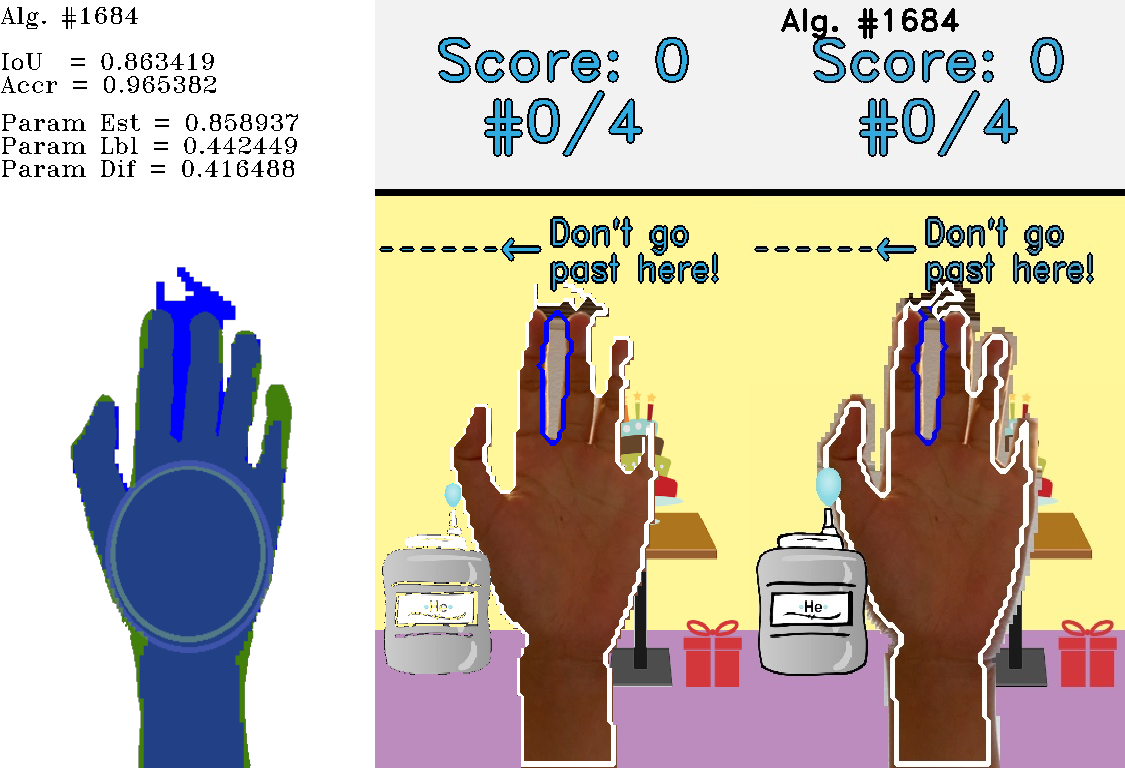 Alg. #1684
IoU = 0.863419
Accr = 0.965382
Param Est = 0.858937
Param Lbl = 0.442449
Param Dif = 0.416488
Score: 0
#0/4
Don't go
past here!
He
Alg. #1684
Score: 0
#0/4
Don't go
past here!
He